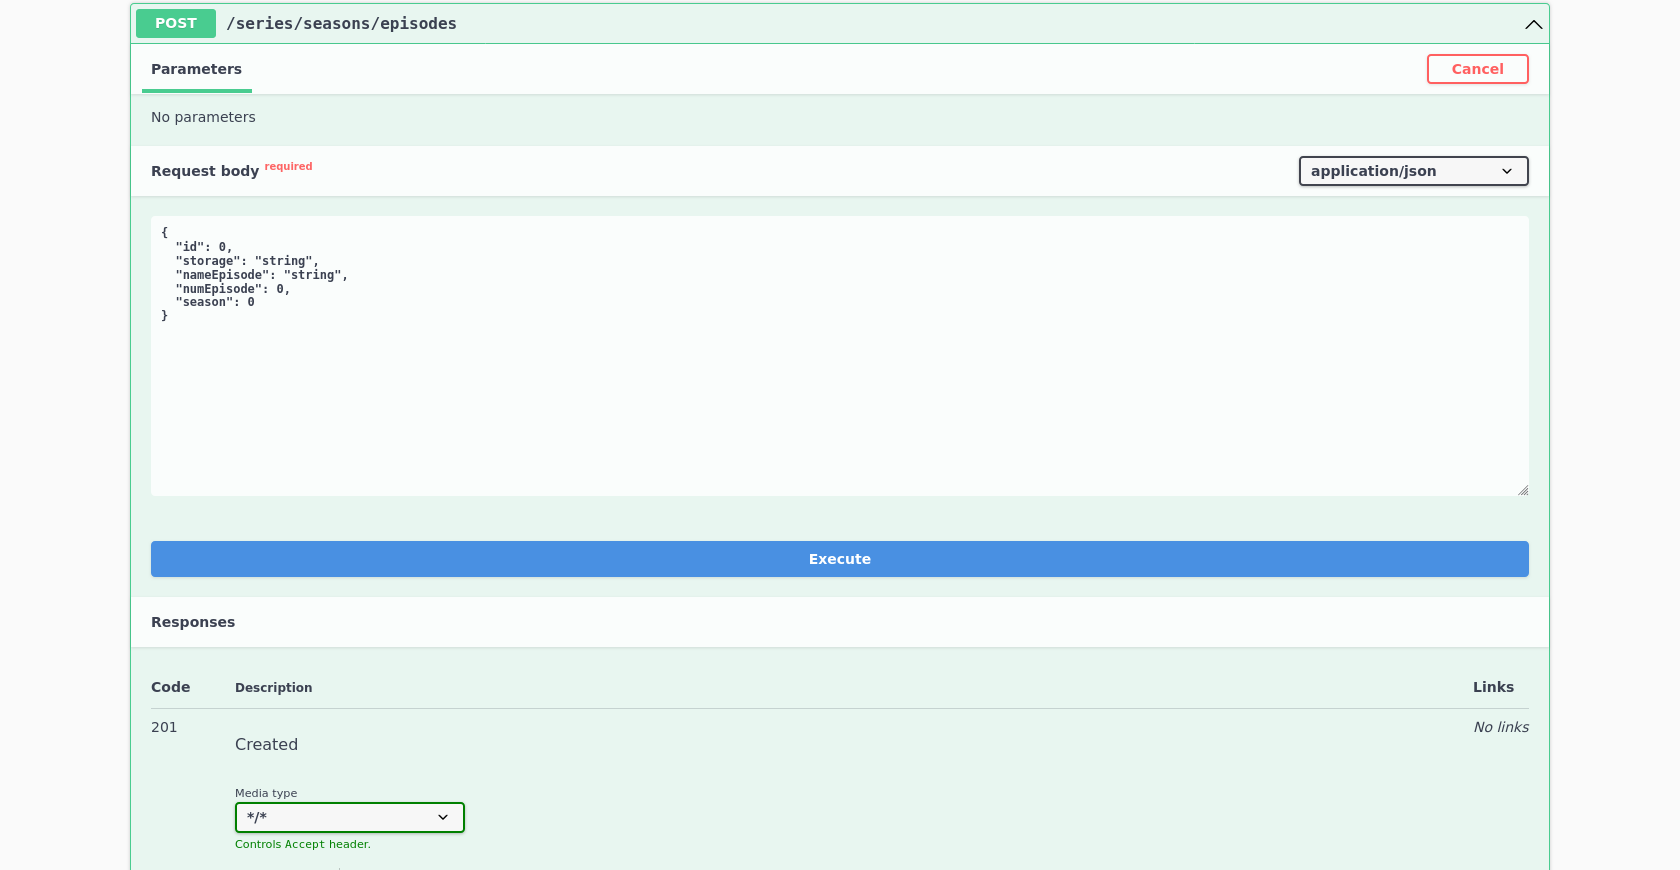 POST /series/seasons/episodes
Parameters
Cancel
No parameters
Request body required
application/json
{
  "id": 0,
  "storage": "string",
  "nameEpisode": "string",
  "numEpisode": 0,
  "season": 0
}
Execute
Responses
Code Description Links
201 No links
Created
Media type
*/*
Controls Accept header.